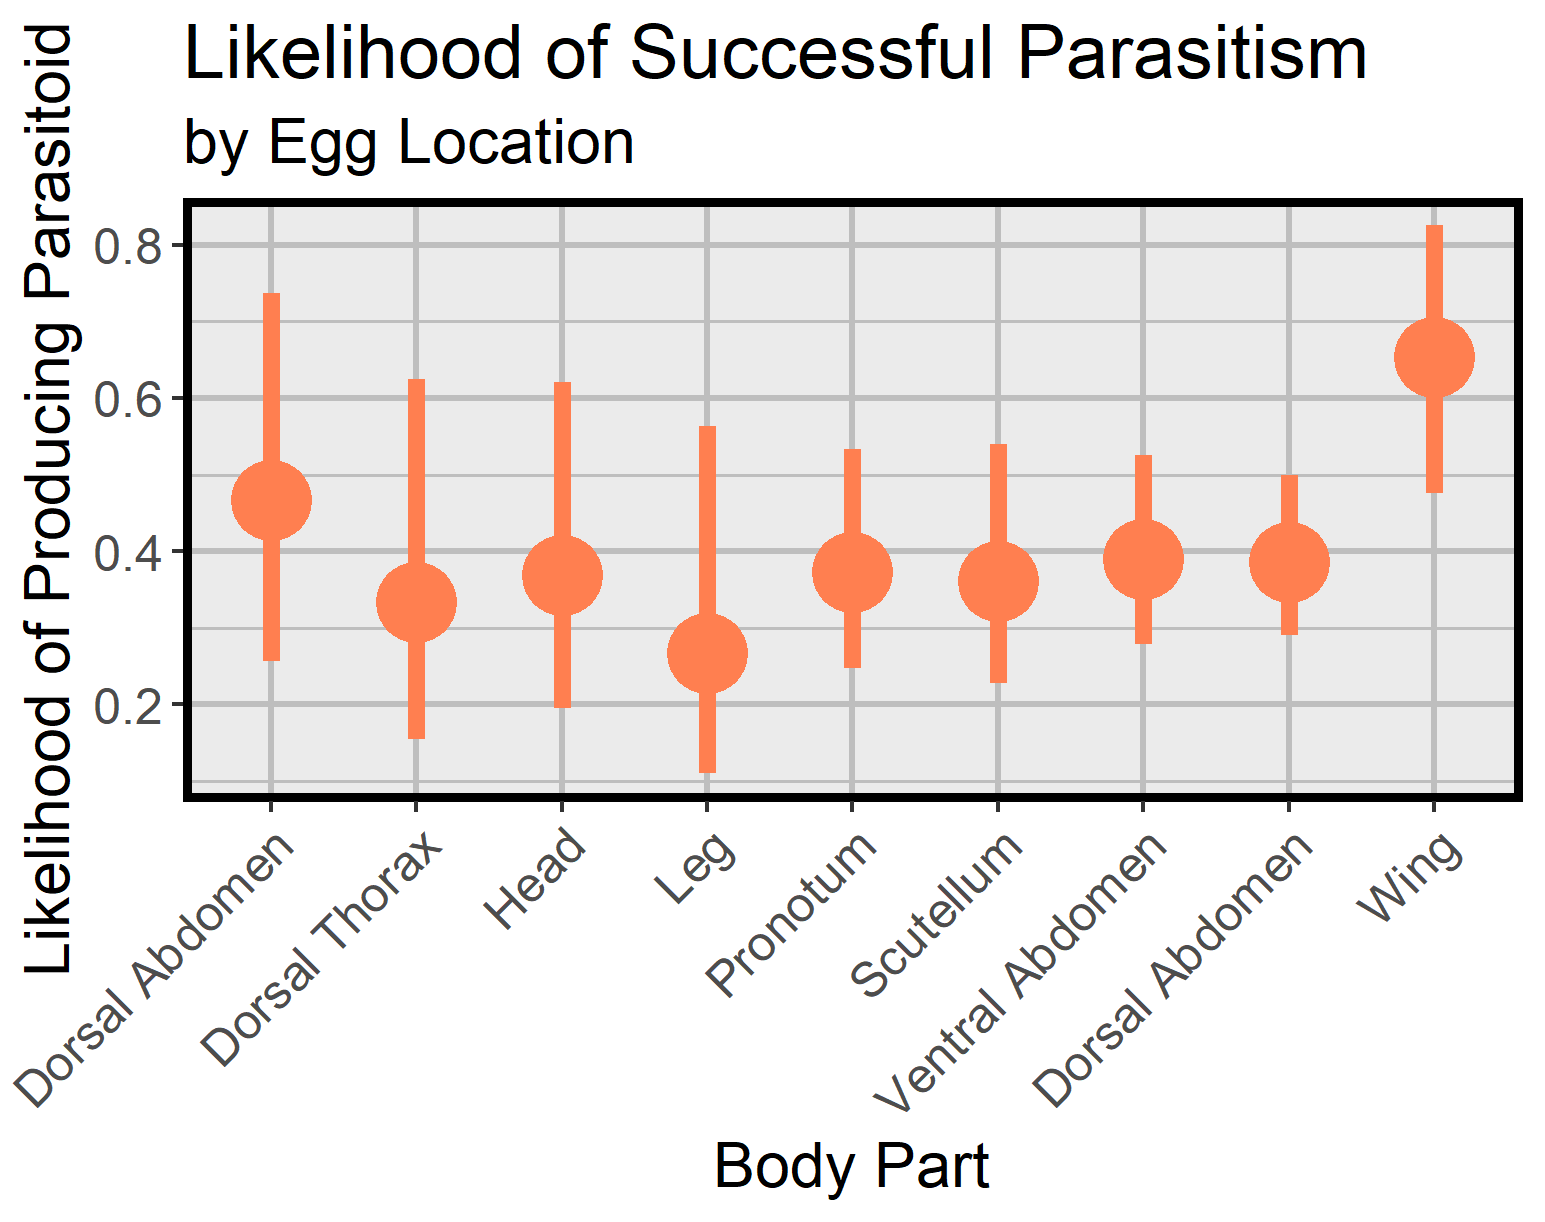 Likelihood of Successful Parasitism
by Egg Location
Likelihood of Producing Parasitoid
0.8
0.6
0.4
0.2
Dorsal Abdomen
Dorsal Thorax
Head
Leg
Pronotum
Scutellum
Ventral Abdomen
Dorsal Abdomen
Wing
Body Part